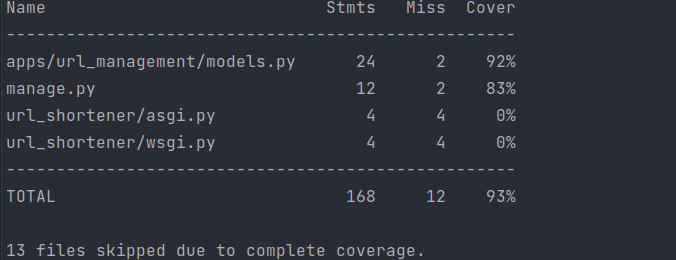 Name                             Stmts   Miss  Cover
----------------------------------------------------
apps/url_management/models.py       24      2    92%
manage.py                           12      2    83%
url_shortener/asgi.py                4      4     0%
url_shortener/wsgi.py                4      4     0%
----------------------------------------------------
TOTAL                              168     12    93%

13 files skipped due to complete coverage.